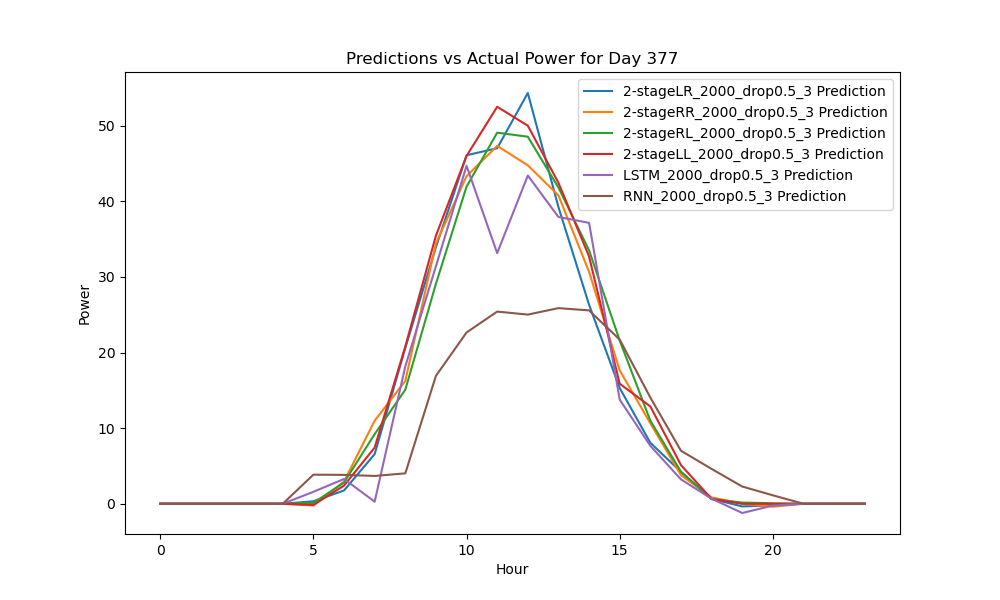 Predictions vs Actual Power for Day 377
2-stageLR_2000_drop0.5_3 Prediction
2-stageRR_2000_drop0.5_3 Prediction
2-stageRL_2000_drop0.5_3 Prediction
2-stageLL_2000_drop0.5_3 Prediction
LSTM_2000_drop0.5_3 Prediction
RNN_2000_drop0.5_3 Prediction
50
40
30
20
10
0
Power
0 5 10 15 20
Hour